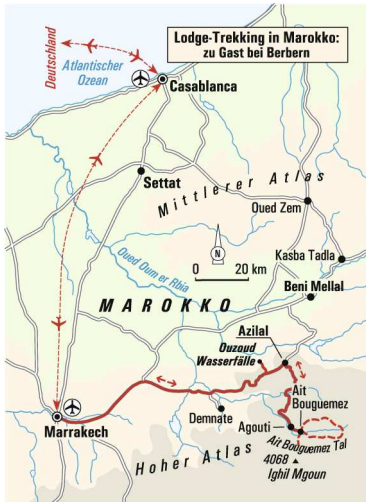 Lodge-Trekking in Marokko:
zu Gast bei Berbern
Deutschland
Atlantischer
Ozean
Casablanca
Settat
Mittlerer Atlas
Oued Zem
N
Kasba Tadla
0 20 km
Oued Oum er Rbia
Beni Mellal
MAROKKO
Azilal
Ouzoud
Wasserfälle
Ait
Bouguemez
Demnate
Agouti
Marrakech
Ait Bouguemez Tal
Hoher Atlas
4068
Ighil Mgoun